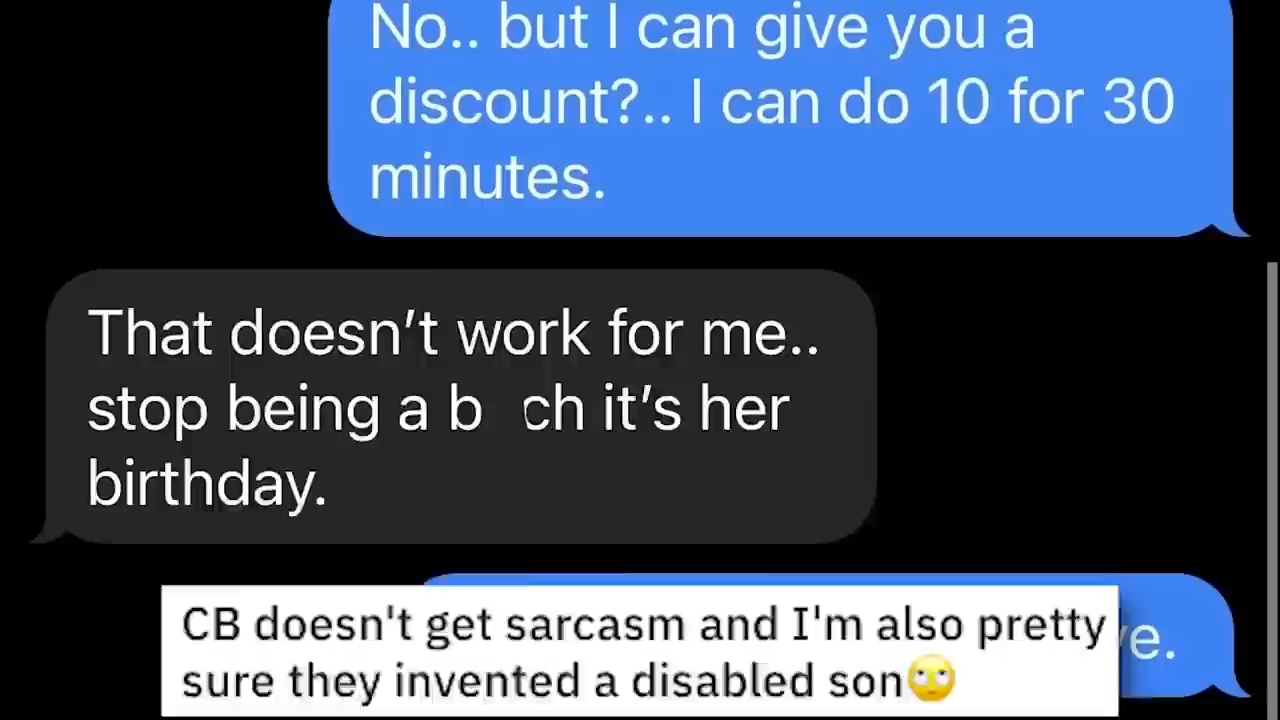 No.. but I can give you a
discount?.. I can do 10 for 30
minutes.
That doesn’t work for me..
stop being a b ch it’s her
birthday.
CB doesn't get sarcasm and I'm also pretty
sure they invented a disabled son🙄